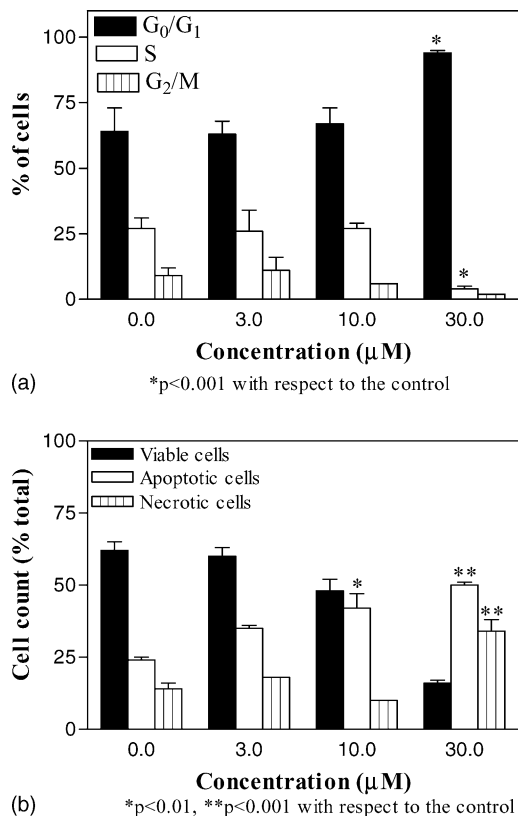 100
75
50
25
0
% of cells
G₀/G₁
S
G₂/M
*
*
0.0 3.0 10.0 30.0
Concentration (μM)
(a)
*p<0.001 with respect to the control
100
75
50
25
0
Cell count (% total)
Viable cells
Apoptotic cells
Necrotic cells
*
**
**
0.0 3.0 10.0 30.0
Concentration (μM)
(b)
*p<0.01, **p<0.001 with respect to the control